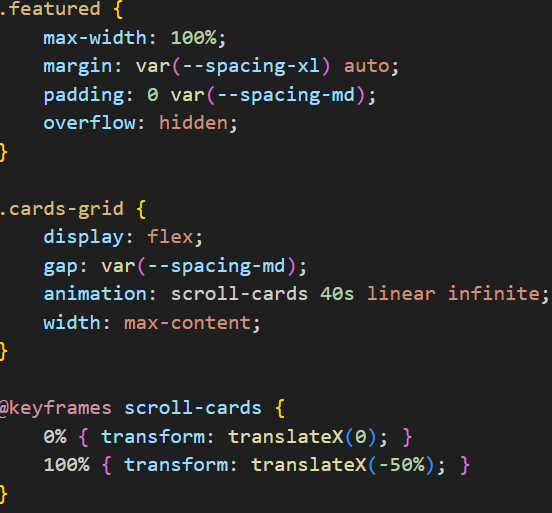 .featured {
    max-width: 100%;
    margin: var(--spacing-xl) auto;
    padding: 0 var(--spacing-md);
    overflow: hidden;
}

.cards-grid {
    display: flex;
    gap: var(--spacing-md);
    animation: scroll-cards 40s linear infinite;
    width: max-content;
}

@keyframes scroll-cards {
    0% { transform: translateX(0); }
    100% { transform: translateX(-50%); }
}